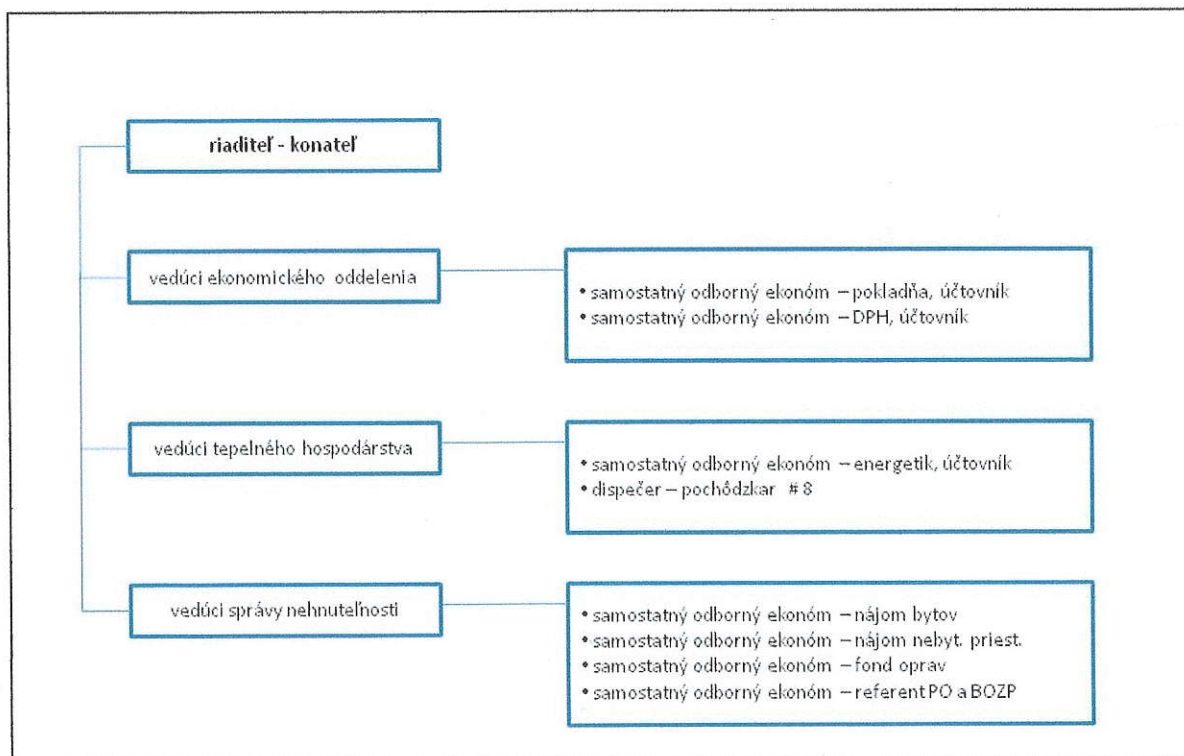 riaditeľ - konateľ
vedúci ekonomického oddelenia
• samostatný odborný ekonóm – pokladňa, účtovník
• samostatný odborný ekonóm – DPH, účtovník
vedúci tepelného hospodárstva
• samostatný odborný ekonóm – energetik, účtovník
• dispečer – pochôdzkar # 8
vedúci správy nehnuteľnosti
• samostatný odborný ekonóm – nájom bytov
• samostatný odborný ekonóm – nájom nebyt. priest.
• samostatný odborný ekonóm – fond oprav
• samostatný odborný ekonóm – referent PO a BOZP